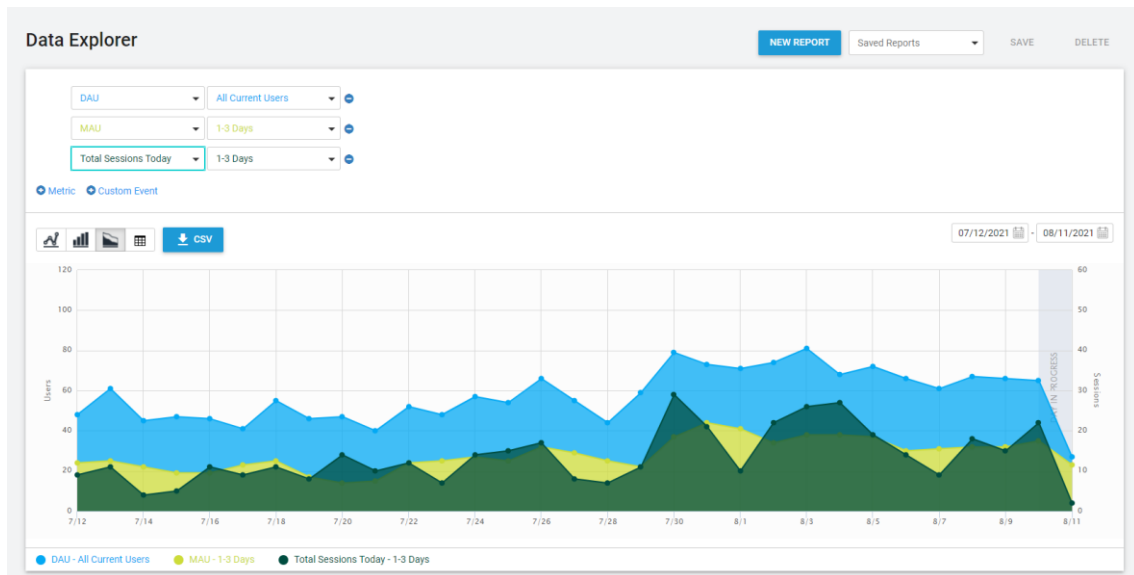 Data Explorer
NEW REPORT
Saved Reports
SAVE
DELETE
DAU
All Current Users
MAU
1-3 Days
Total Sessions Today
1-3 Days
Metric
Custom Event
CSV
07/12/2021 - 08/11/2021
120
100
80
60
40
20
0
Users
60
50
40
30
20
10
0
Sessions
IN PROGRESS
7/12 7/14 7/16 7/18 7/20 7/22 7/24 7/26 7/28 7/30 8/1 8/3 8/5 8/7 8/9 8/11
DAU - All Current Users MAU - 1-3 Days Total Sessions Today - 1-3 Days